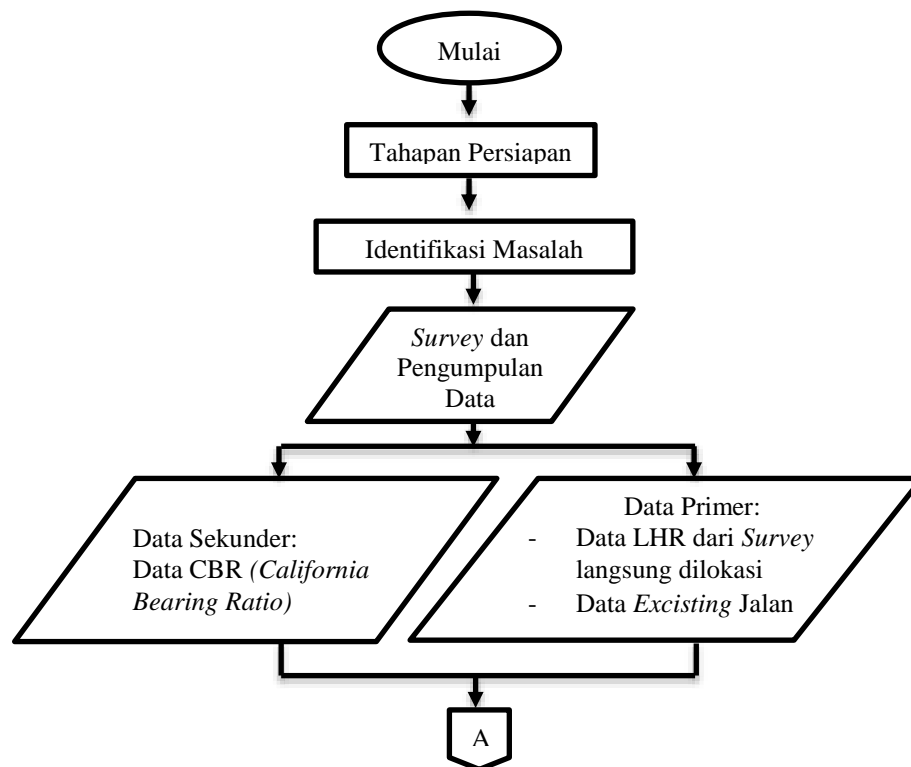 Mulai
Tahapan Persiapan
Identifikasi Masalah
Survey dan
Pengumpulan
Data
Data Sekunder:
Data CBR (California
Bearing Ratio)
Data Primer:
- Data LHR dari Survey
langsung dilokasi
- Data Excisting Jalan
A